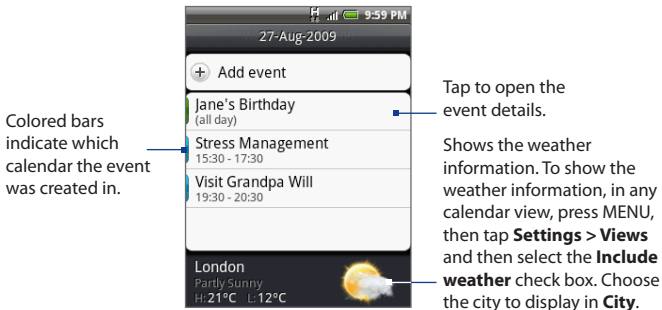 9:59 PM
27-Aug-2009
Add event
Jane's Birthday
(all day)
Stress Management
15:30 - 17:30
Visit Grandpa Will
19:30 - 20:30
London
Partly Sunny
H:21°C L:12°C
Colored bars
indicate which
calendar the event
was created in.
Tap to open the
event details.
Shows the weather
information. To show the
weather information, in any
calendar view, press MENU,
then tap Settings > Views
and then select the Include
weather check box. Choose
the city to display in City.